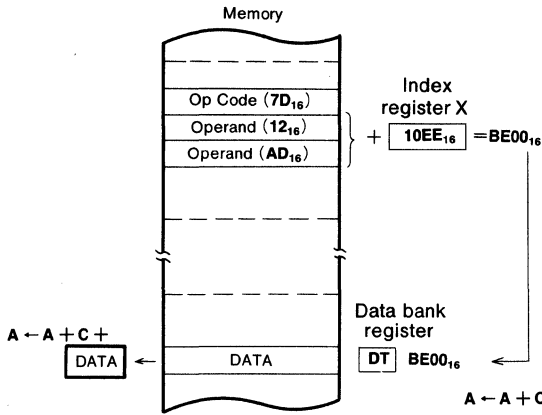 Memory
Op Code (7D₁₆)
Operand (12₁₆)
Operand (AD₁₆)
Index
register X
+ 10EE₁₆ =BE00₁₆
Data bank
register
A ← A + C +
DATA ← DATA
DT BE00₁₆
A ← A + C